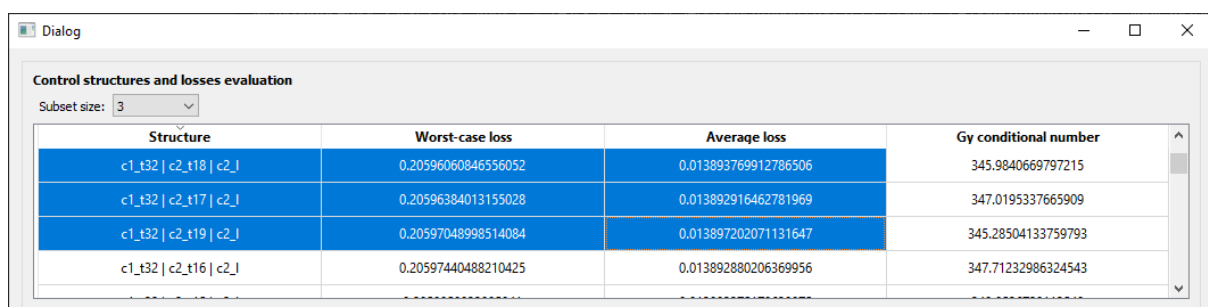 Dialog
Control structures and losses evaluation
Subset size: 3
Structure Worst-case loss Average loss Gy conditional number
c1_t32 | c2_t18 | c2_l 0.20596060846556052 0.013893769912786506 345.9840669797215
c1_t32 | c2_t17 | c2_l 0.20596384013155028 0.013892916462781969 347.0195337665909
c1_t32 | c2_t19 | c2_l 0.20597048998514084 0.013897202071131647 345.28504133759793
c1_t32 | c2_t16 | c2_l 0.20597440488210425 0.013892880206369956 347.71232986324543